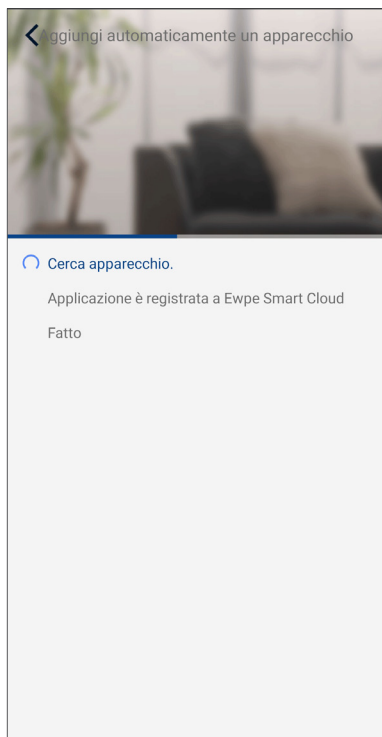 Aggiungi automaticamente un apparecchio
Cerca apparecchio.
Applicazione è registrata a Ewpe Smart Cloud
Fatto